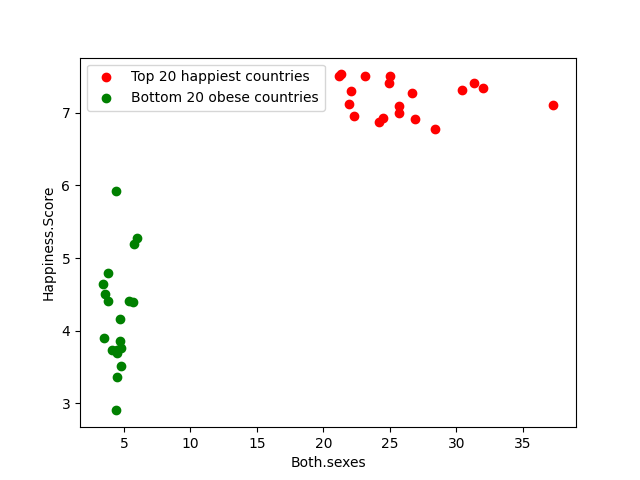 Top 20 happiest countries
Bottom 20 obese countries
7
6
5
4
3
Happiness.Score
5 10 15 20 25 30 35
Both.sexes